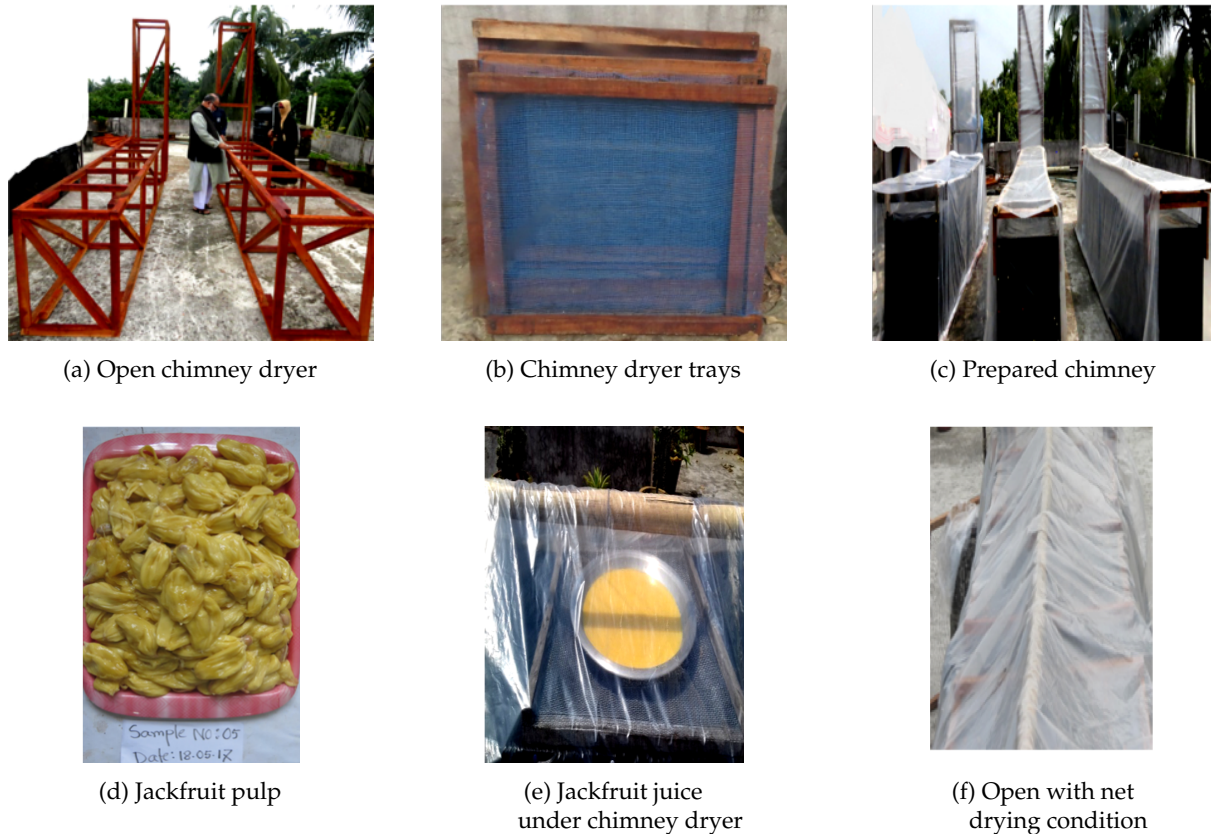 (a) Open chimney dryer
(b) Chimney dryer trays
(c) Prepared chimney
Sample No: 05
Date: 18.05.17
(d) Jackfruit pulp
(e) Jackfruit juice
under chimney dryer
(f) Open with net
drying condition